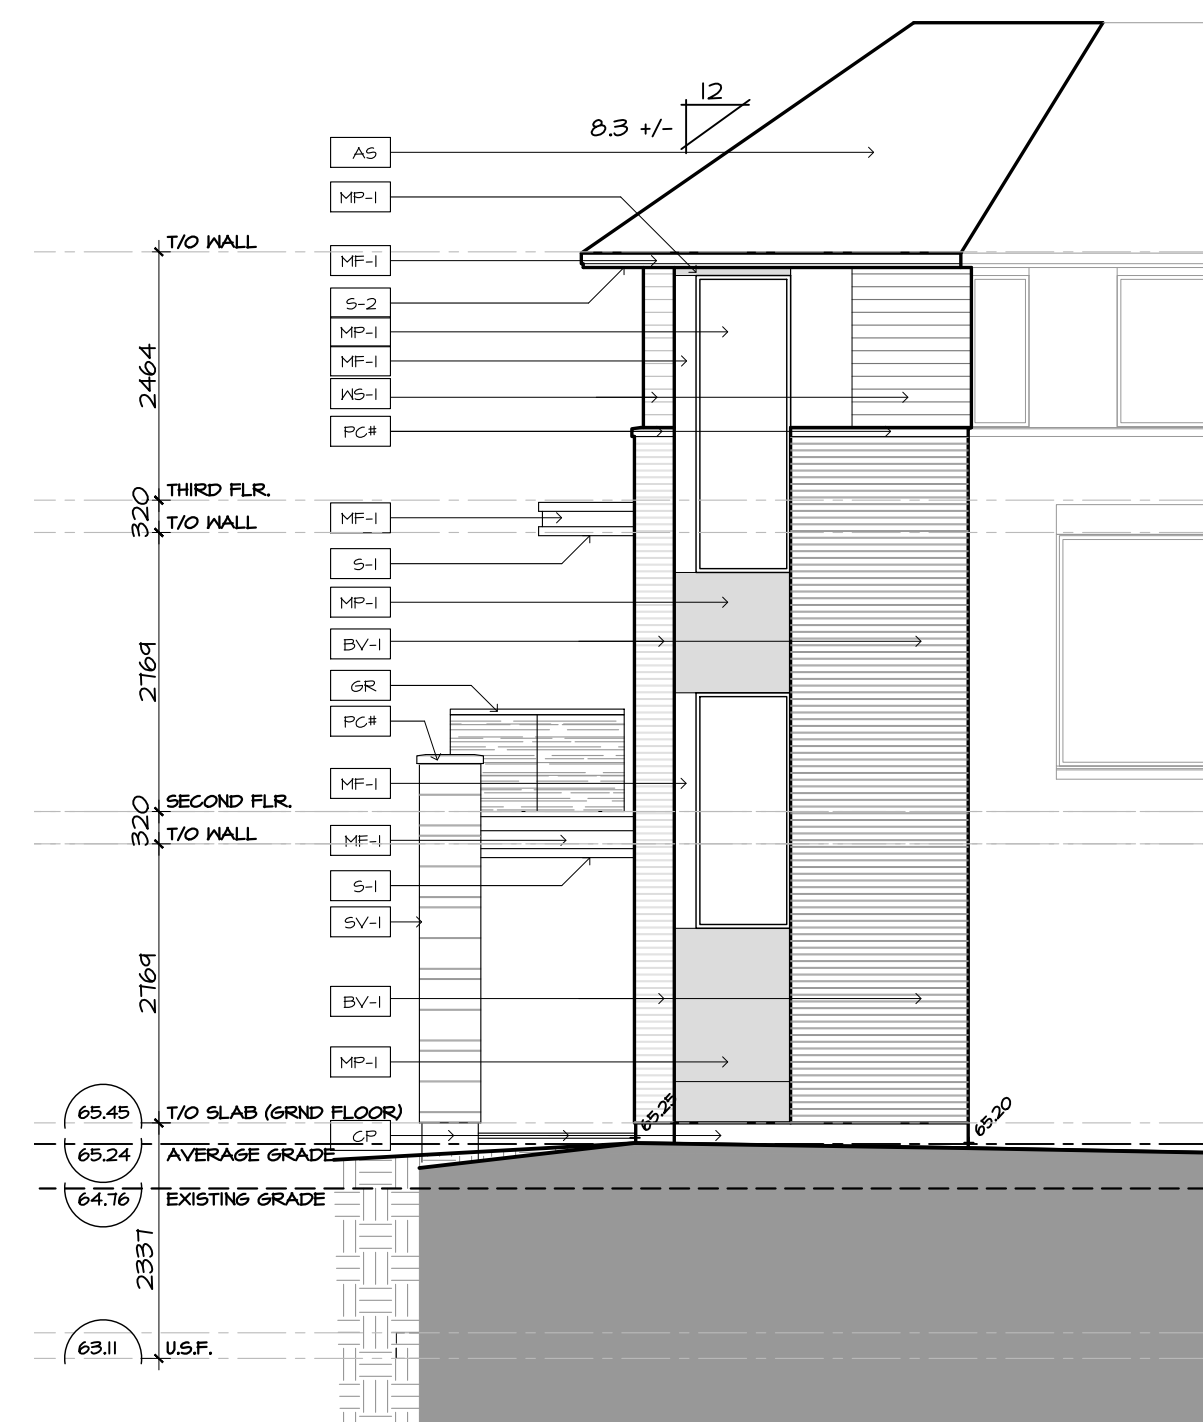 12
8.3 +/-
AS
MP-1
T/O WALL
MF-1
S-2
MP-1
MF-1
2464
WS-1
PC#
THIRD FLR.
320
MF-1
T/O WALL
S-1
MP-1
BV-1
2769
GR
PC#
MF-1
SECOND FLR.
320
T/O WALL
MF-1
S-1
SV-1
2769
BV-1
MP-1
65.45
T/O SLAB (GRND FLOOR)
65.25
65.20
CP
65.24
AVERAGE GRADE
64.76
EXISTING GRADE
2337
63.11
U.S.F.